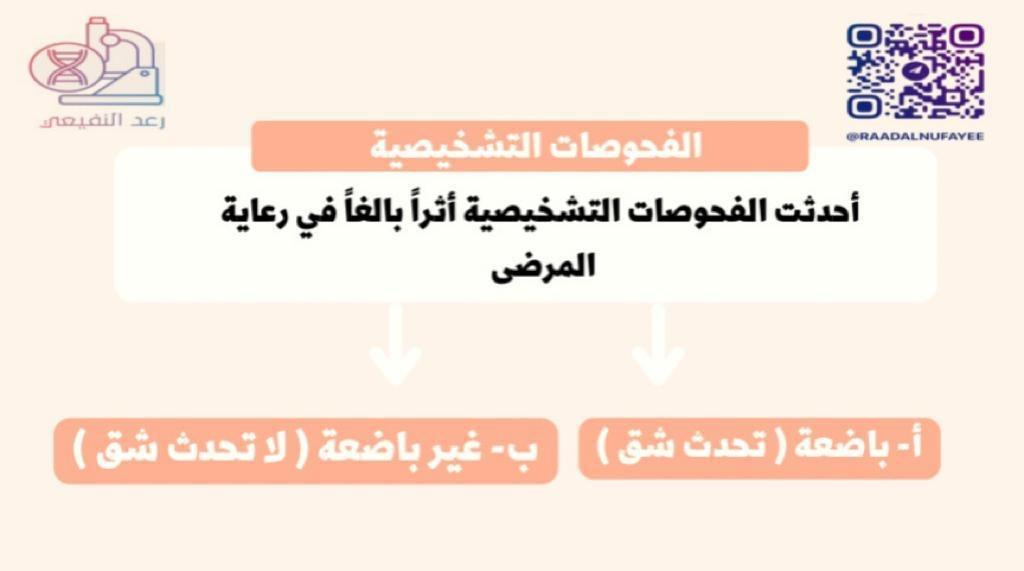 رعد النفيعي
@RAADALNUFAYEE
الفحوصات التشخيصية
أحدثت الفحوصات التشخيصية أثراً بالغاً في رعاية
المرضى
أ- باضعة ( تحدث شق )
ب- غير باضعة ( لا تحدث شق )